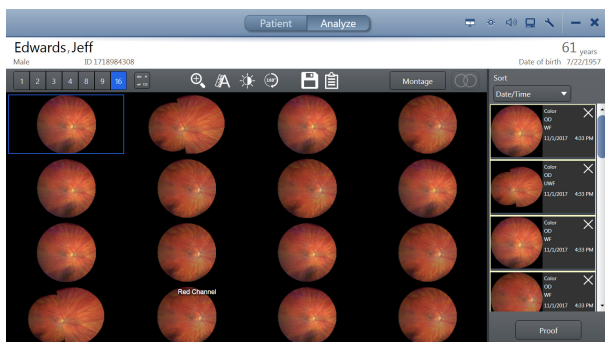 Patient Analyze
Edwards, Jeff
61 years
Male ID 1718984308
Date of birth 7/22/1957
1 2 3 4 8 9 16
Montage
Sort
Date/Time
Color
OD
WF
11/1/2017 4:33 PM
Color
OD
UWF
11/1/2017 4:33 PM
Color
OD
WF
11/1/2017 4:33 PM
Color
OD
WF
11/1/2017 4:33 PM
Red Channel
Proof